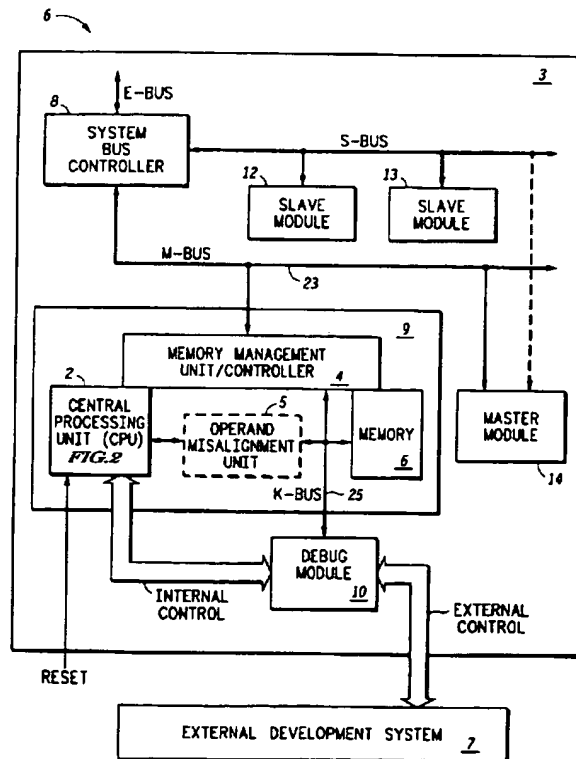 6
3
E-BUS
8
SYSTEM
BUS
CONTROLLER
S-BUS
12
SLAVE
MODULE
13
SLAVE
MODULE
M-BUS
23
9
MEMORY MANAGEMENT
UNIT/CONTROLLER
4
2
CENTRAL
PROCESSING
UNIT (CPU)
FIG.2
5
OPERAND
MISALIGNMENT
UNIT
MEMORY
6
MASTER
MODULE
14
K-BUS
25
DEBUG
MODULE
10
INTERNAL
CONTROL
EXTERNAL
CONTROL
RESET
EXTERNAL DEVELOPMENT SYSTEM
7